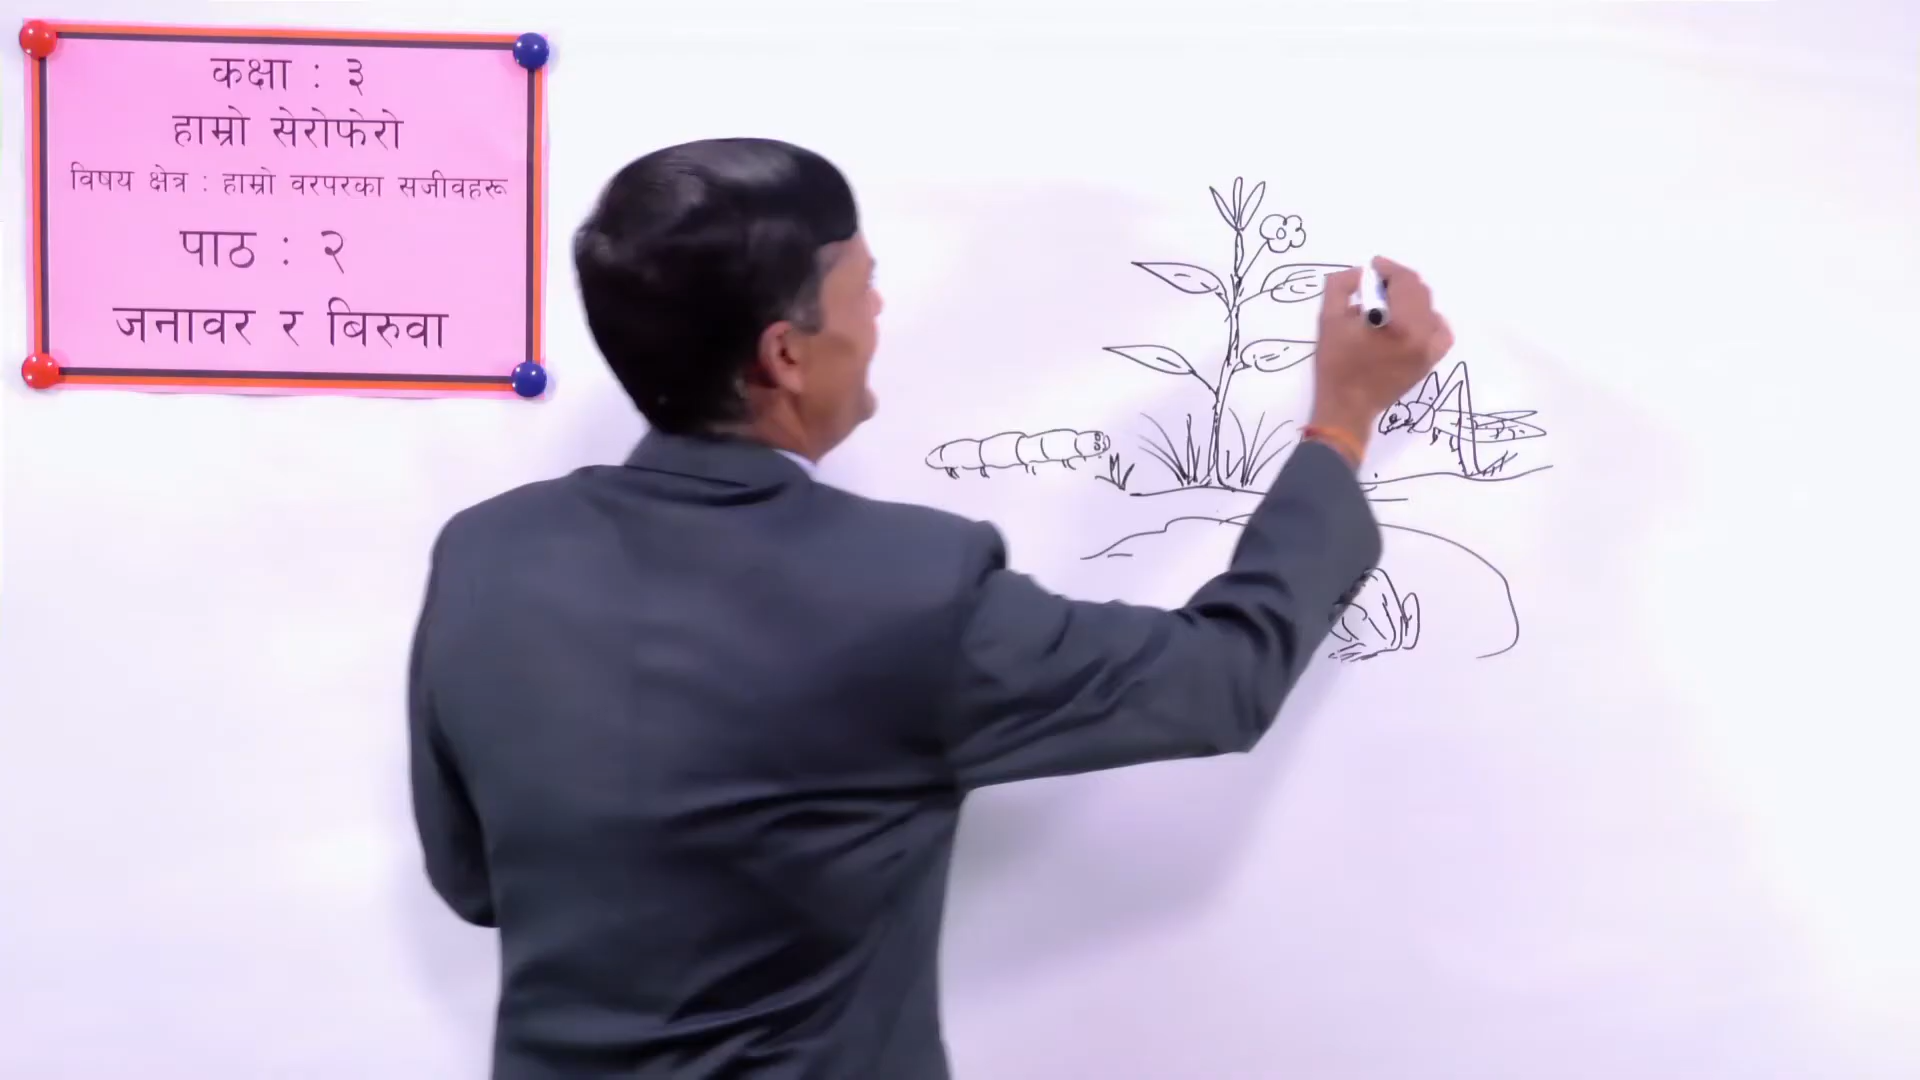 कक्षा : ३
हाम्रो सेरोफेरो
विषय क्षेत्र : हाम्रो वरपरका सजीवहरू
पाठ : २
जनावर र बिरुवा